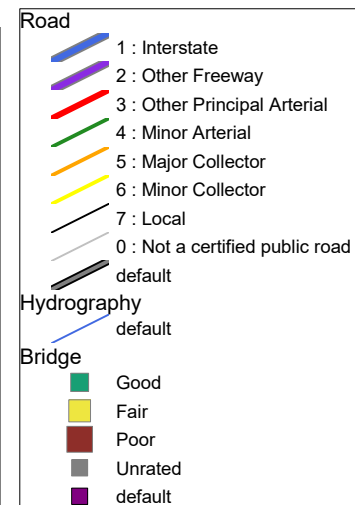 Road
1 : Interstate
2 : Other Freeway
3 : Other Principal Arterial
4 : Minor Arterial
5 : Major Collector
6 : Minor Collector
7 : Local
0 : Not a certified public road
default
Hydrography
default
Bridge
Good
Fair
Poor
Unrated
default